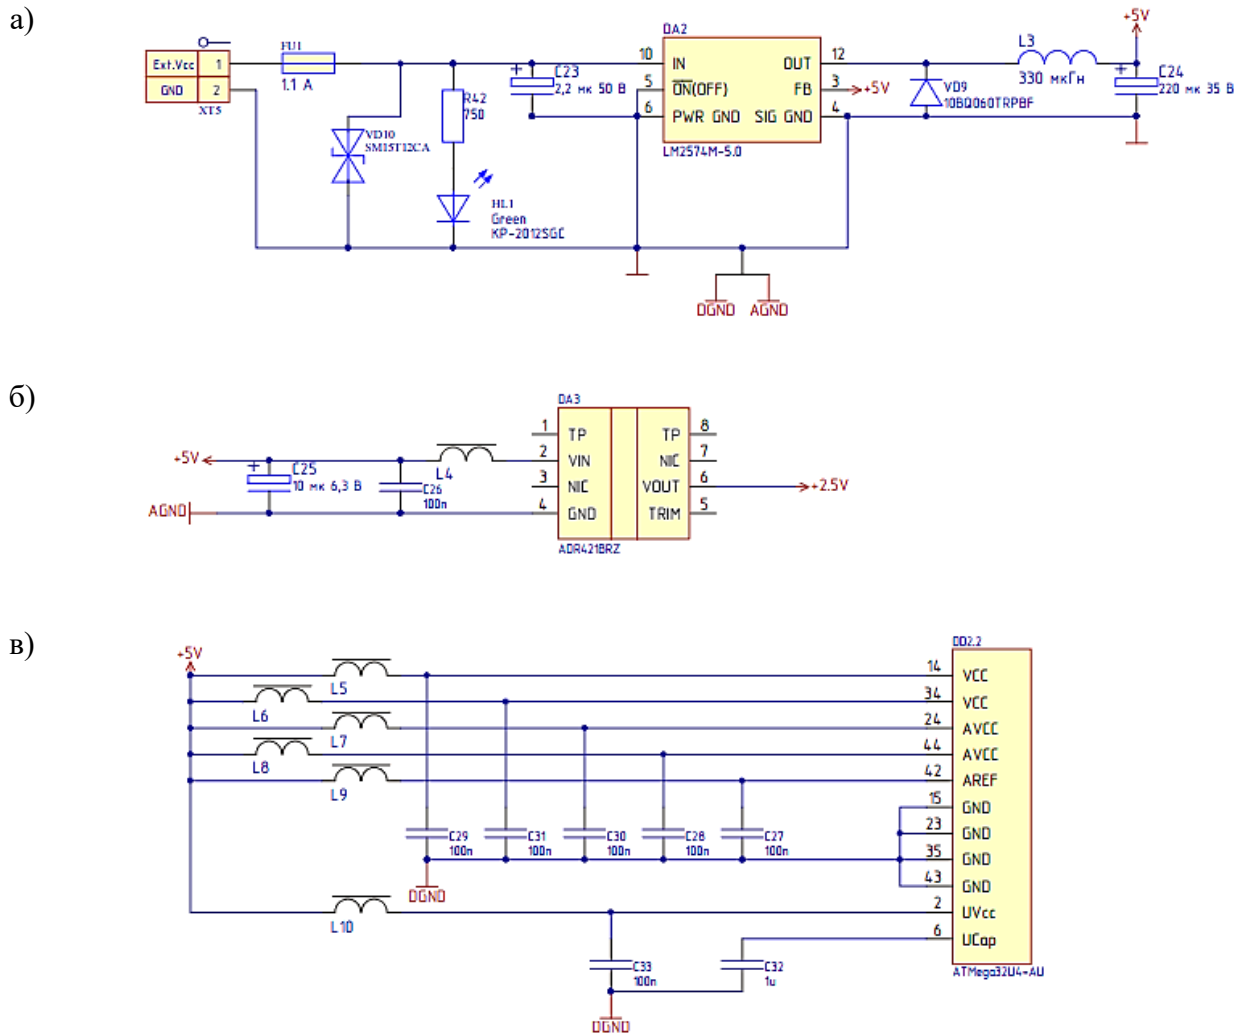 а)
DA2
+5V
FU1
10 IN OUT 12
L3
Ext.Vcc 1
C23
2,2 мк 50 В
5 ON(OFF) FB 3 +5V
330 мкГн
C24
220 мк 35 В
GND 2
1.1 A
R42
750
VD9
10BQ060TRPBF
XT5
6 PWR GND SIG GND 4
VD10
SM15T12CA
LM2574M-5.0
HL1
Green
KP-2012SGC
DGND AGND
б)
DA3
1 TP TP 8
+5V
2 VIN NIC 7
C25
10 мк 6,3 В
L4
C26
100n
3 NIC VOUT 6 +2.5V
AGND
4 GND TRIM 5
ADR421BRZ
в)
DD2.2
+5V
14 VCC
L5
34 VCC
L6
24 AVCC
L7
44 AVCC
L8
42 AREF
L9
15 GND
23 GND
C29
100n
C31
100n
C30
100n
C28
100n
C27
100n
35 GND
43 GND
DGND
2 UVcc
L10
6 UCap
C33
100n
C32
1u
ATMega32U4-AU
DGND